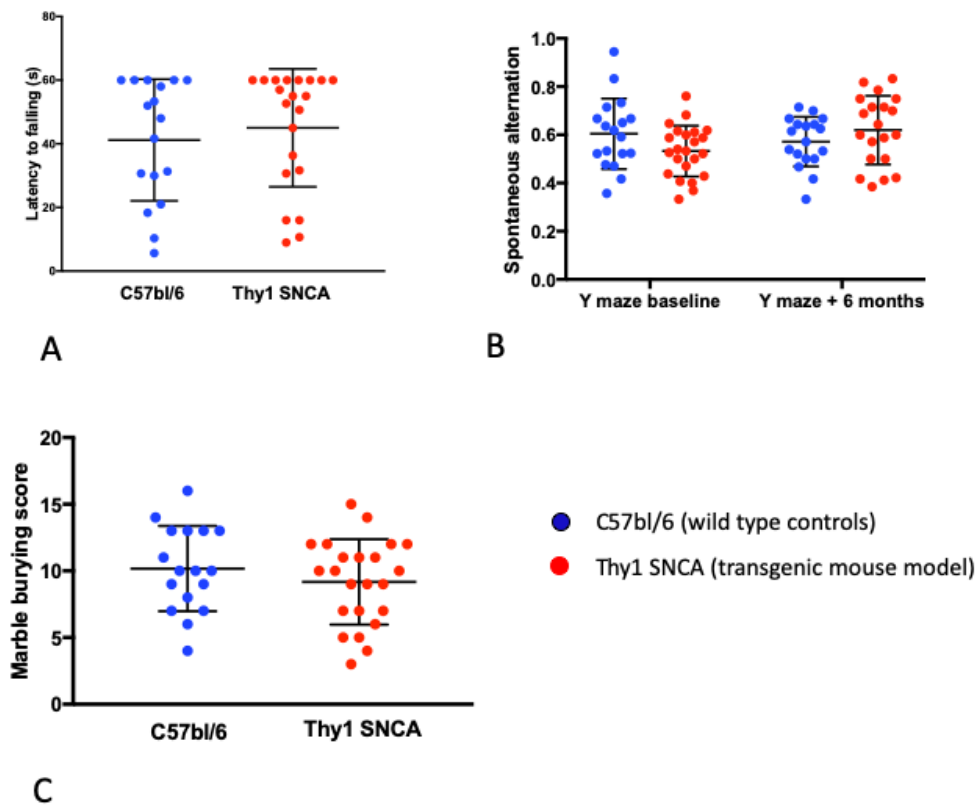 80
60
40
20
0
Latency to falling (s)
C57bl/6 Thy1 SNCA
A
1.0
0.8
0.6
0.4
0.2
0.0
Spontaneous alternation
Y maze baseline Y maze + 6 months
B
20
15
10
5
0
Marble burying score
C57bl/6 Thy1 SNCA
C
C57bl/6 (wild type controls)
Thy1 SNCA (transgenic mouse model)